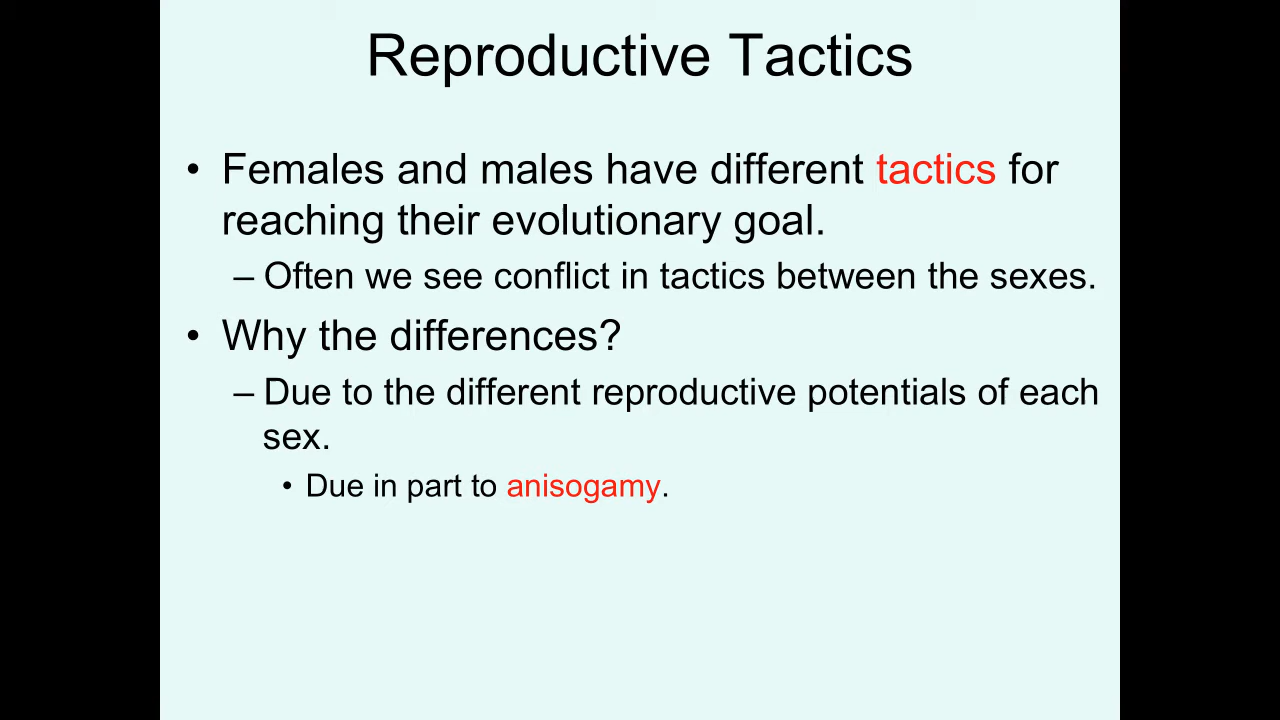 Reproductive Tactics
• Females and males have different tactics for
reaching their evolutionary goal.
– Often we see conflict in tactics between the sexes.
• Why the differences?
– Due to the different reproductive potentials of each
sex.
• Due in part to anisogamy.